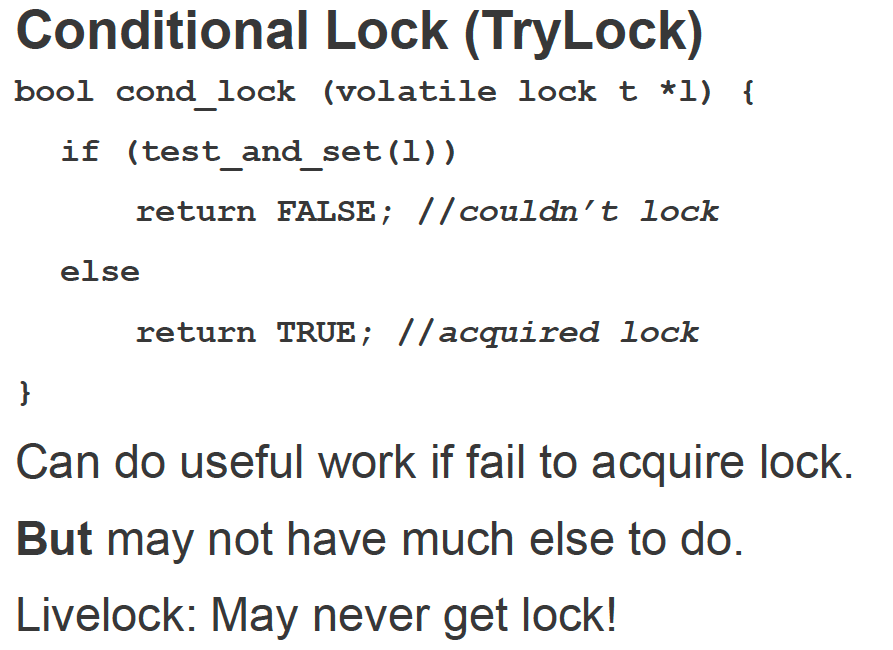 Conditional Lock (TryLock)
bool cond_lock (volatile lock t *l) {
if (test_and_set(l))
return FALSE; //couldn’t lock
else
return TRUE; //acquired lock
}
Can do useful work if fail to acquire lock.
But may not have much else to do.
Livelock: May never get lock!